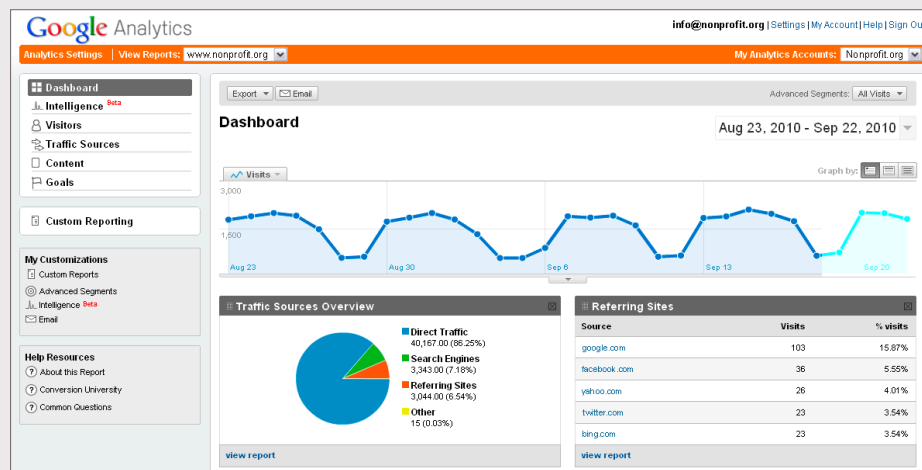 Google Analytics
info@nonprofit.org | Settings | My Account | Help | Sign Ou
Analytics Settings | View Reports: www.nonprofit.org
My Analytics Accounts: Nonprofit.org
Dashboard
Intelligence Beta
Visitors
Traffic Sources
Content
Goals
Custom Reporting
My Customizations
Custom Reports
Advanced Segments
Intelligence Beta
Email
Help Resources
? About this Report
? Conversion University
? Common Questions
Export Email
Advanced Segments: All Visits
Dashboard
Aug 23, 2010 - Sep 22, 2010
Visits
Graph by:
3,000
1,500
Aug 23 Aug 30 Sep 6 Sep 13 Sep 20
Traffic Sources Overview
Direct Traffic
40,167.00 (86.25%)
Search Engines
3,343.00 (7.18%)
Referring Sites
3,044.00 (6.54%)
Other
15 (0.03%)
view report
Referring Sites
Source Visits % visits
google.com 103 15.87%
facebook.com 36 5.55%
yahoo.com 26 4.01%
twitter.com 23 3.54%
bing.com 23 3.54%
view report